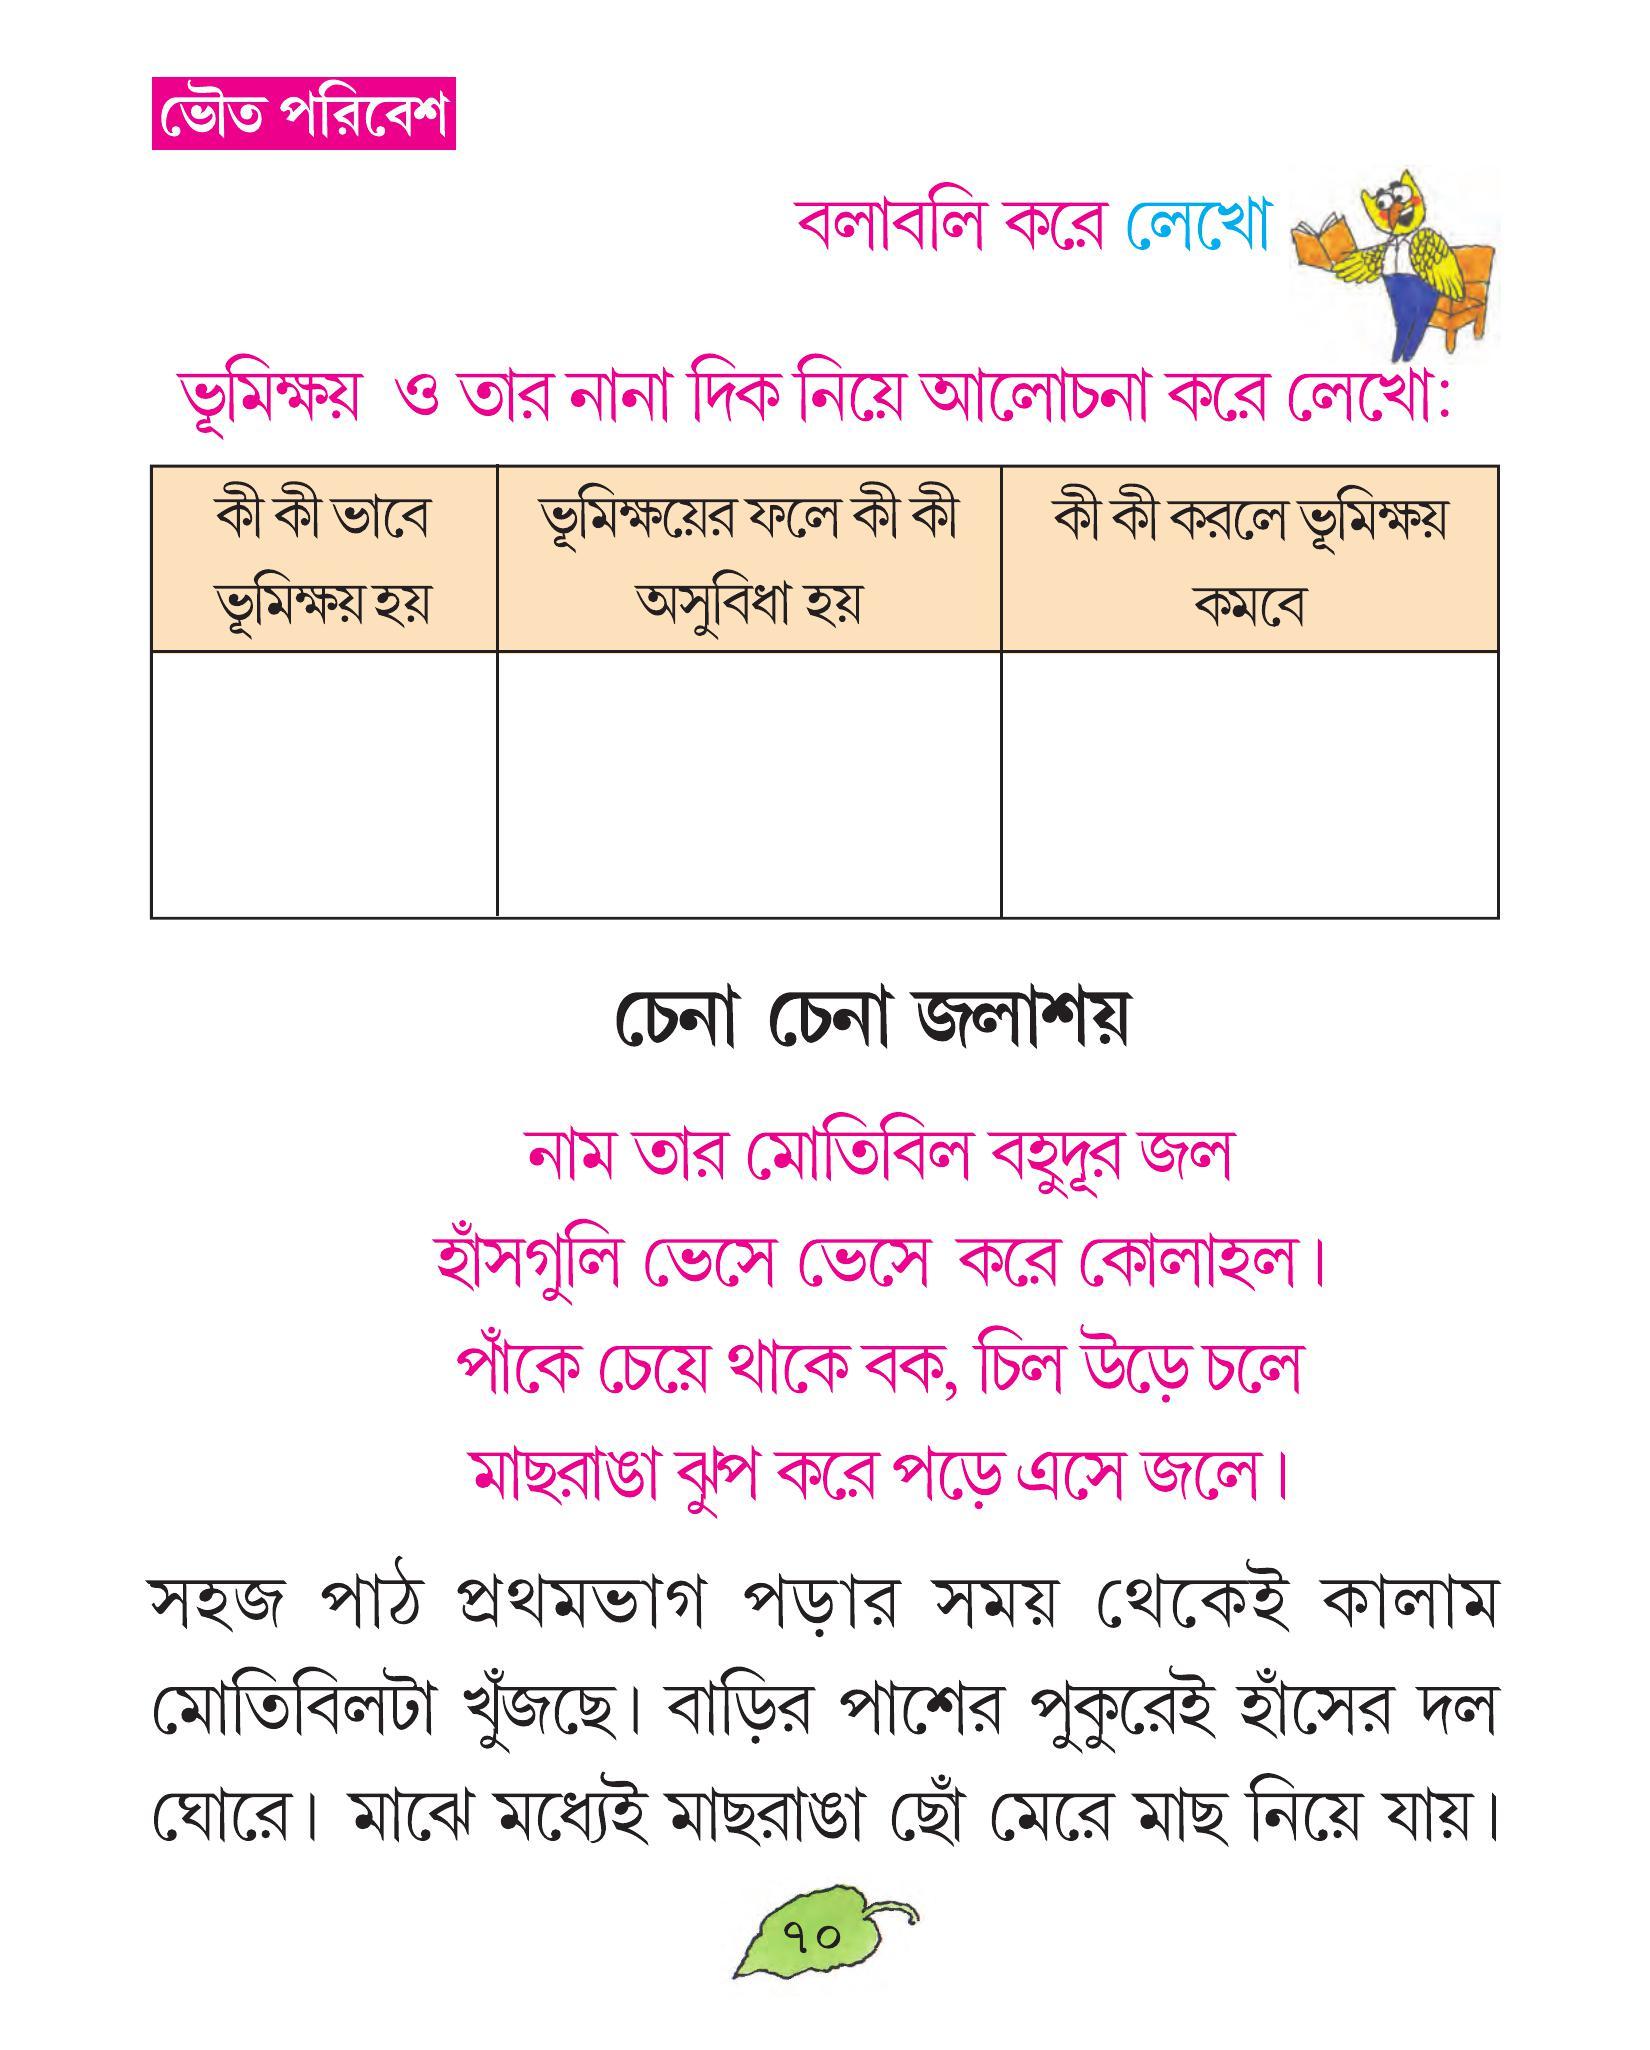 ভৌত পরিবেশ
বলাবলি করে লেখো
ভূমিক্ষয় ও তার নানা দিক নিয়ে আলোচনা করে লেখো:
কী কী ভাবে
ভূমিক্ষয় হয়
ভূমিক্ষয়ের ফলে কী কী
অসুবিধা হয়
কী কী করলে ভূমিক্ষয়
কমবে
চেনা চেনা জলাশয়
নাম তার মোতিবিল বহুদূর জল
হাঁসগুলি ভেসে ভেসে করে কোলাহল।
পাঁকে চেয়ে থাকে বক, চিল উড়ে চলে
মাছরাঙা ঝুপ করে পড়ে এসে জলে।
সহজ পাঠ প্রথমভাগ পড়ার সময় থেকেই কালাম
মোতিবিলটা খুঁজছে। বাড়ির পাশের পুকুরেই হাঁসের দল
ঘোরে। মাঝে মধ্যেই মাছরাঙা ছোঁ মেরে মাছ নিয়ে যায়।
৭০